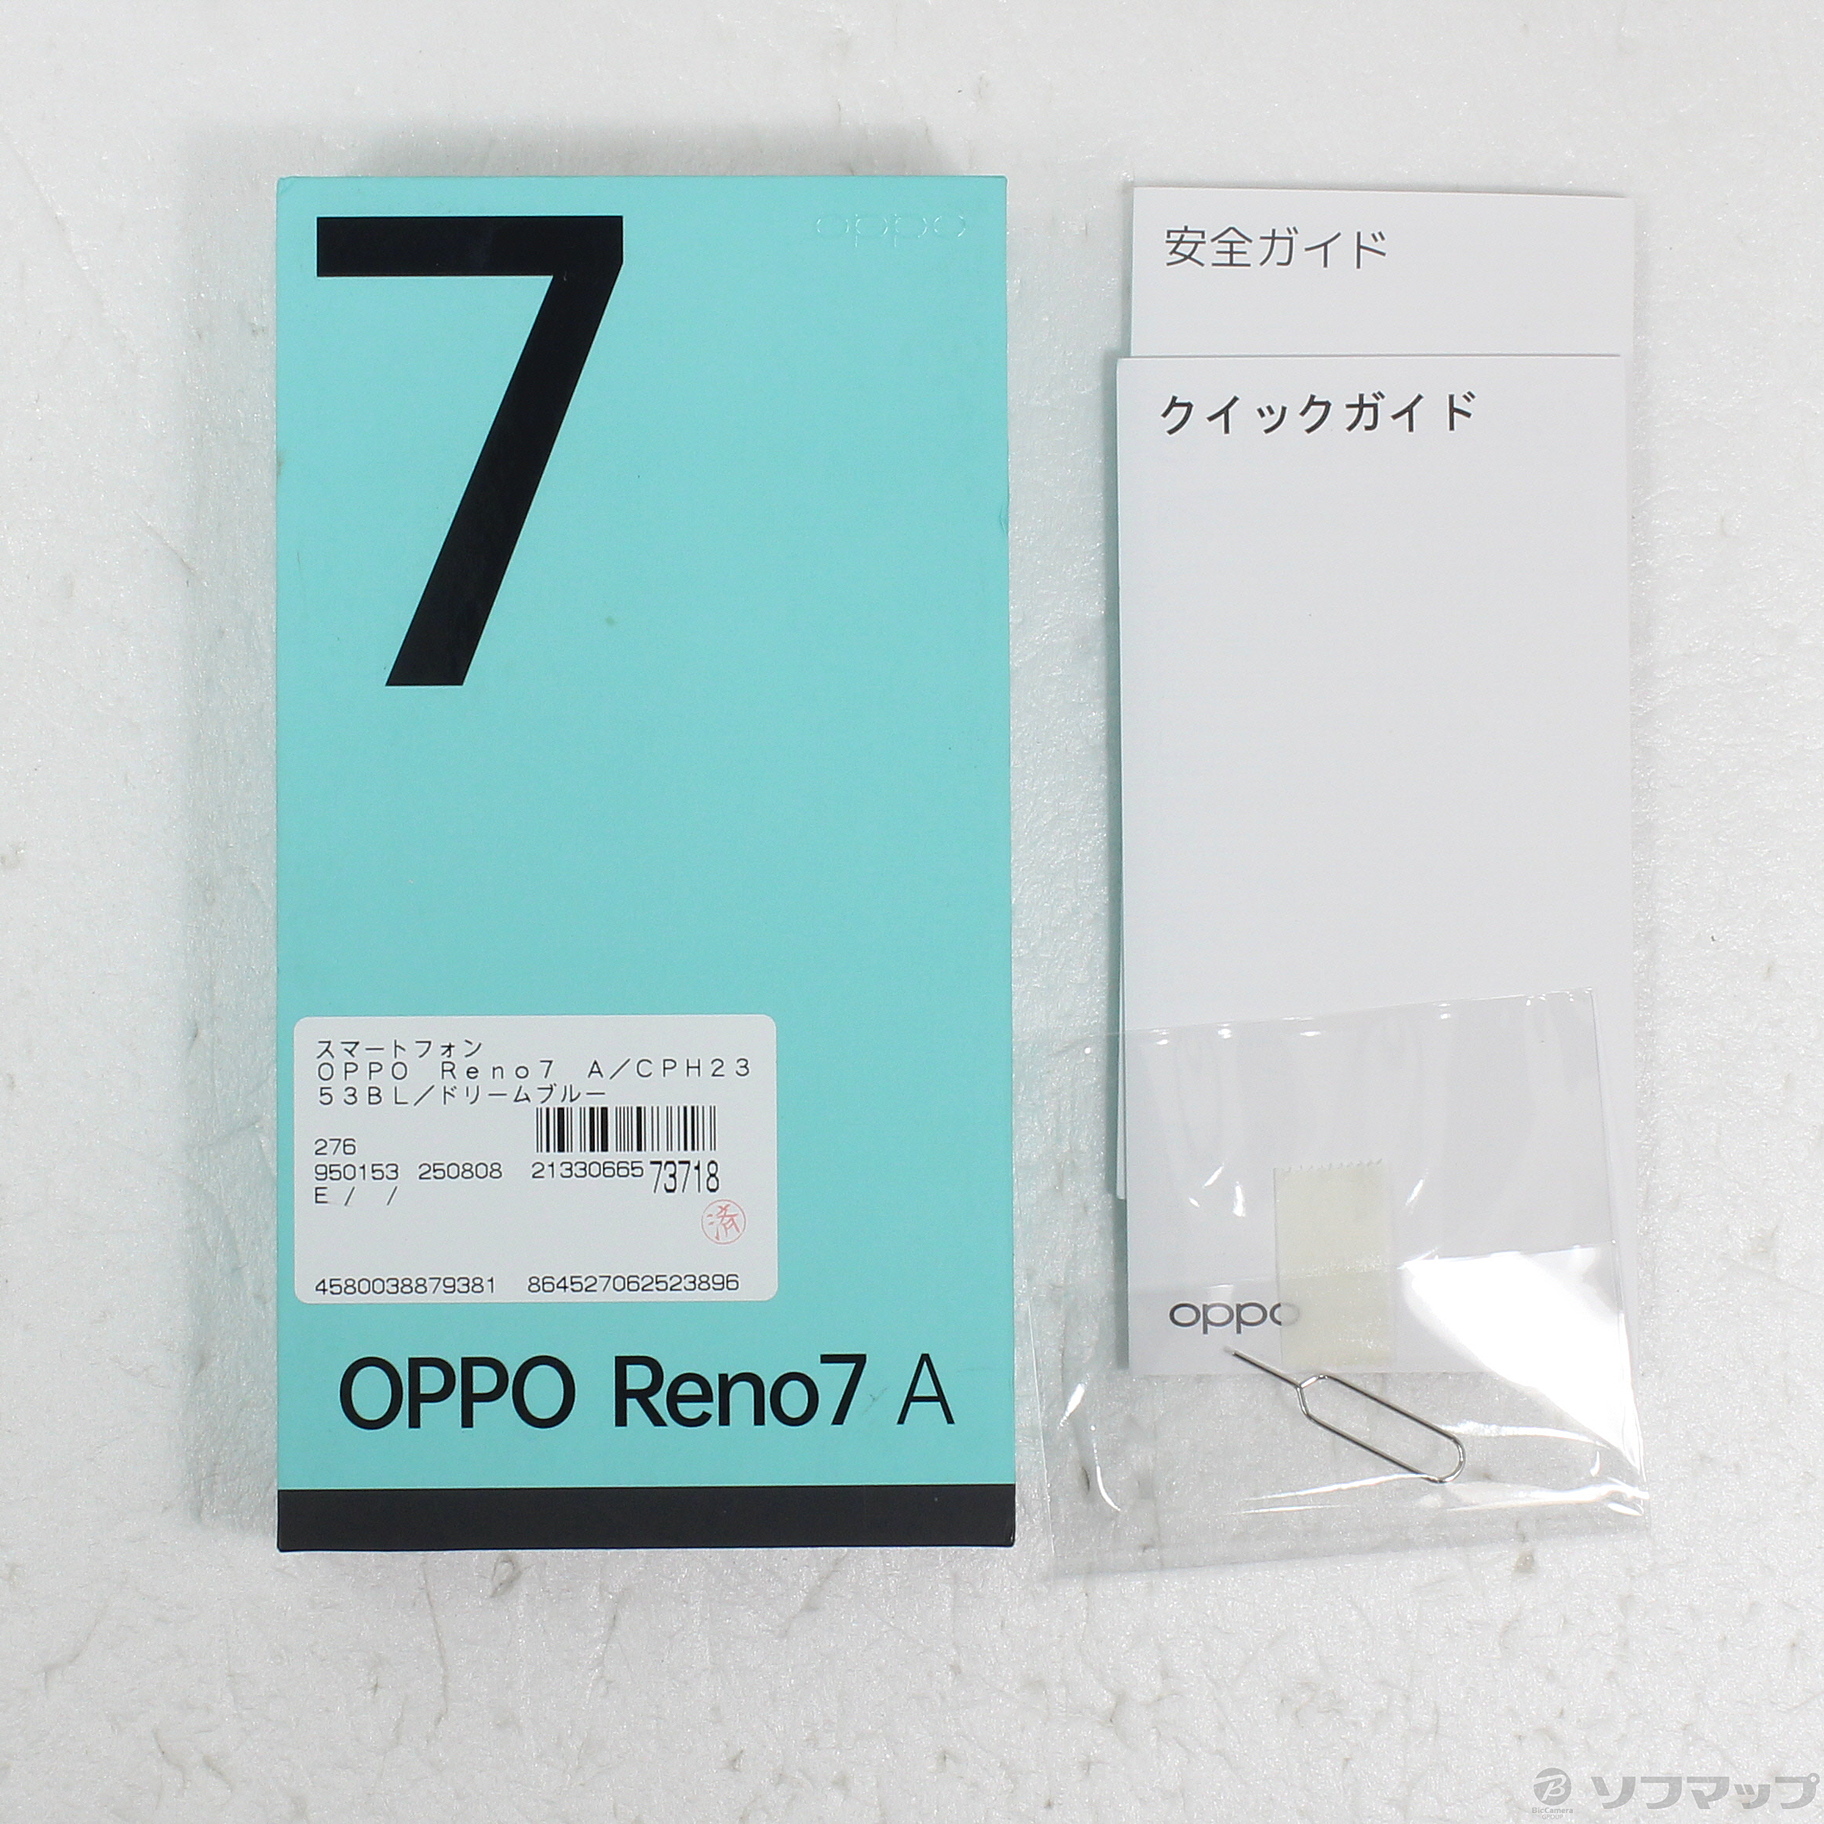 7
oppo
スマートフォン
OPPO Reno7 A／CPH23
53BL／ドリームブルー
276
950153 250808 2133066573718
E / /
済
4580038879381 864527062523896
OPPO Reno7 A
安全ガイド
クイックガイド
oppo
B ソフマップ
BicCamera
GROUP